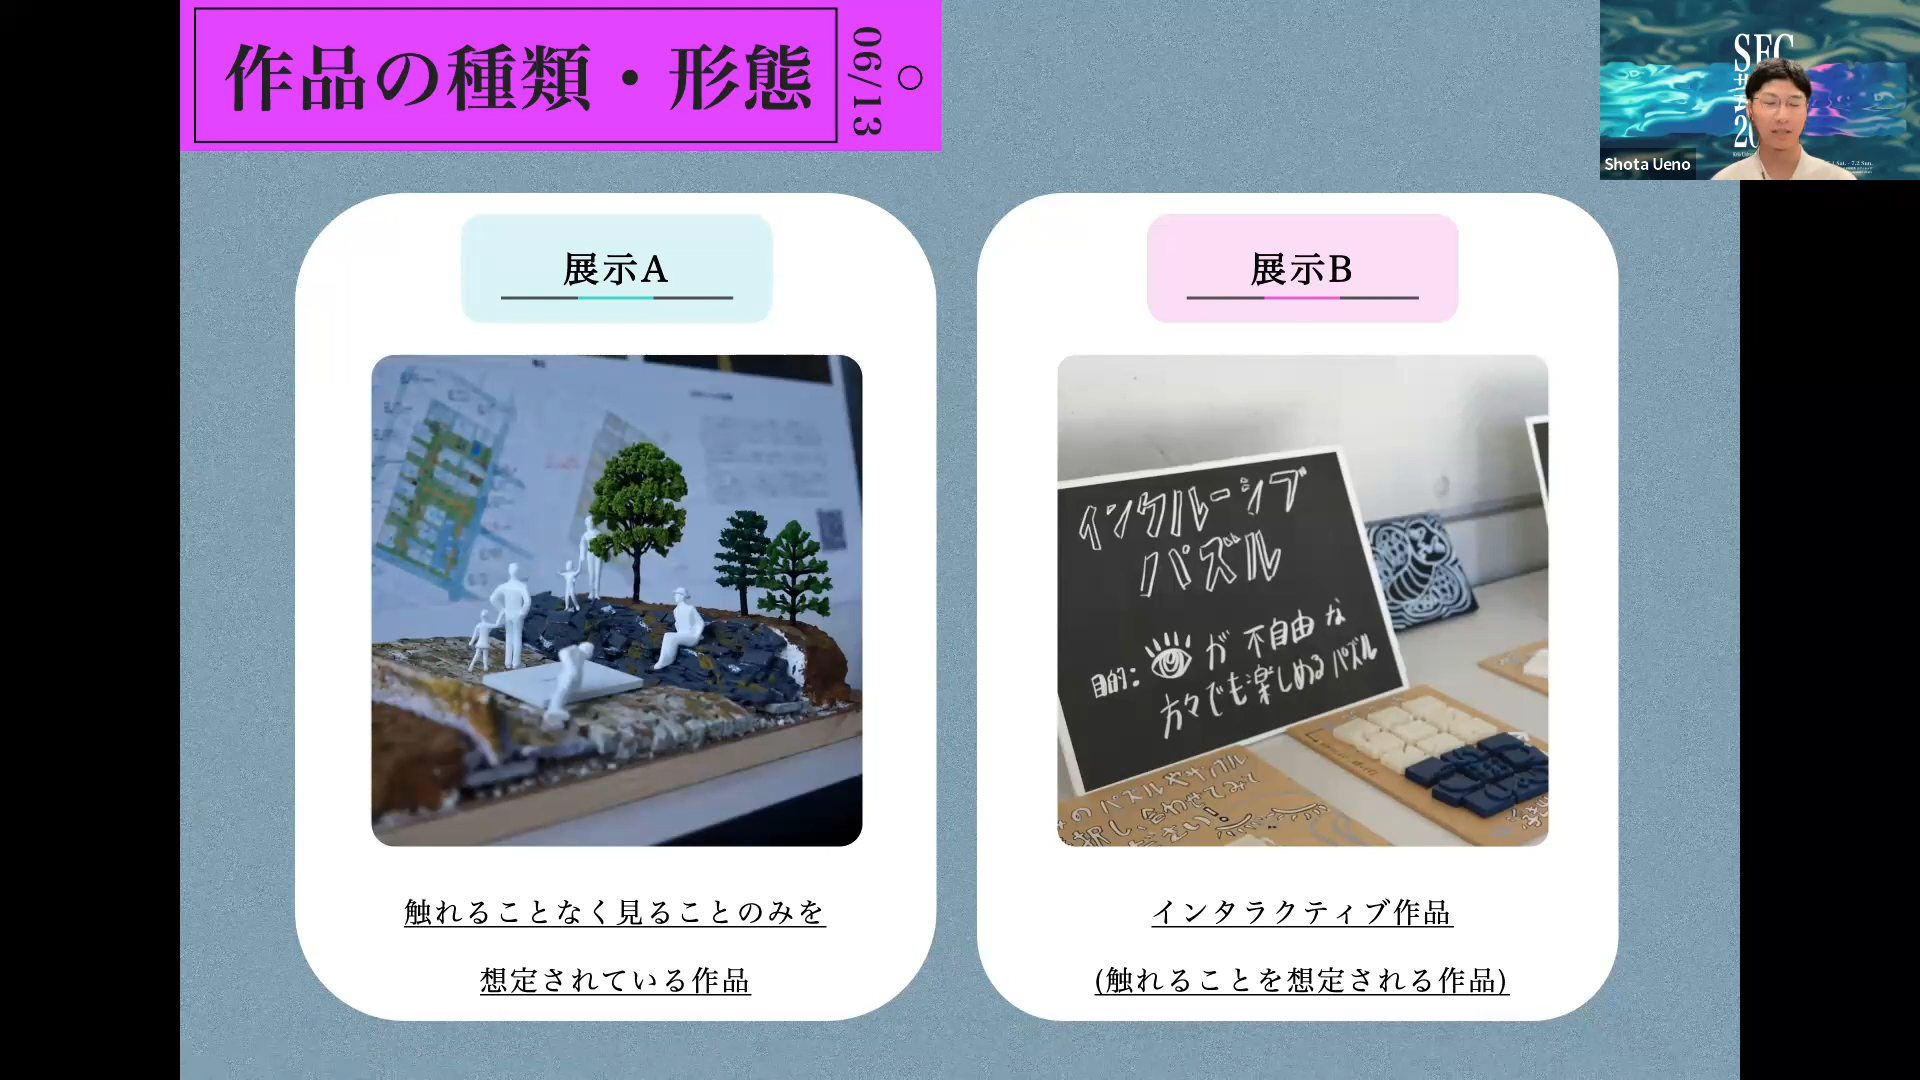 作品の種類・形態
06/13
SFC
Shota Ueno
展示A
展示B
インクルーシブ
パズル
目的:
が 不自由 な
方々でも楽しめる パズル
触れることなく見ることのみを
想定されている作品
インタラクティブ作品
(触れることを想定される作品)